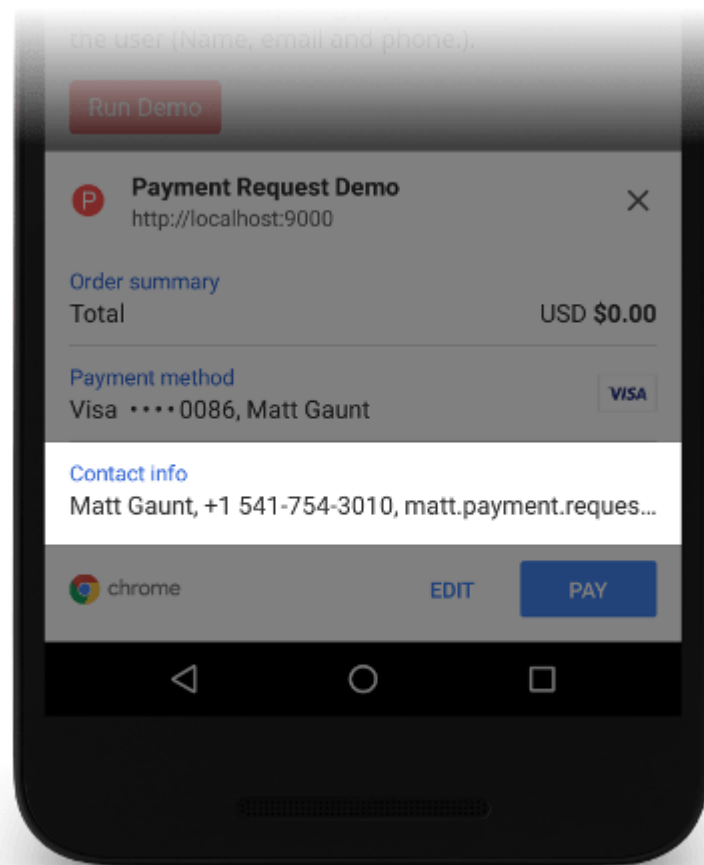 the user (Name, email and phone.).
Run Demo
P
Payment Request Demo
http://localhost:9000
Order summary
Total USD $0.00
Payment method
Visa ····0086, Matt Gaunt VISA
Contact info
Matt Gaunt, +1 541-754-3010, matt.payment.reques...
chrome EDIT PAY